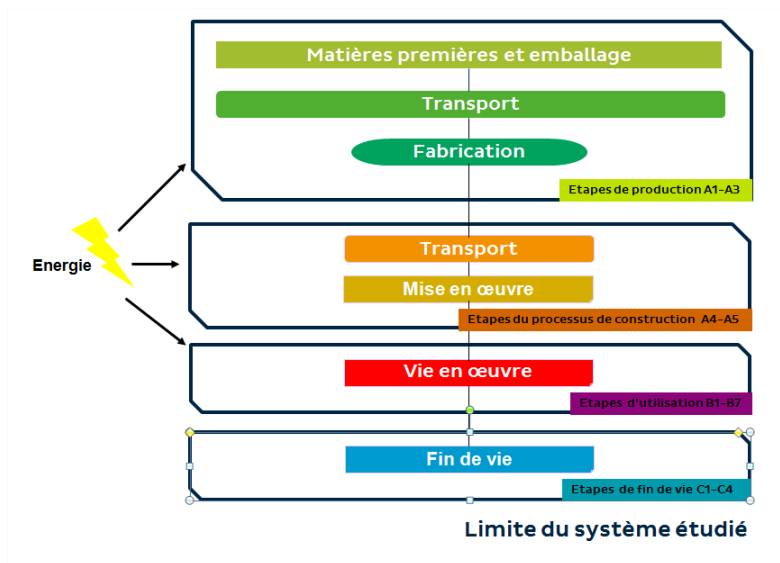 Matières premières et emballage
Transport
Fabrication
Etapes de production A1-A3
Energie
Transport
Mise en œuvre
Etapes du processus de construction A4-A5
Vie en œuvre
Etapes d'utilisation B1-B7
Fin de vie
Etapes de fin de vie C1-C4
Limite du système étudié